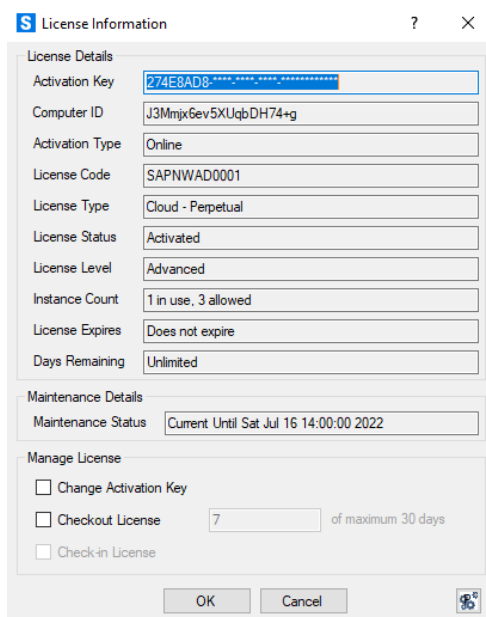 S License Information ?
License Details
Activation Key 274E8AD8-****-****-****-************
Computer ID J3Mmjx6ev5XUqbDH74+g
Activation Type Online
License Code SAPNWAD0001
License Type Cloud - Perpetual
License Status Activated
License Level Advanced
Instance Count 1 in use, 3 allowed
License Expires Does not expire
Days Remaining Unlimited
Maintenance Details
Maintenance Status Current Until Sat Jul 16 14:00:00 2022
Manage License
Change Activation Key
Checkout License 7 of maximum 30 days
Check-in License
OK Cancel